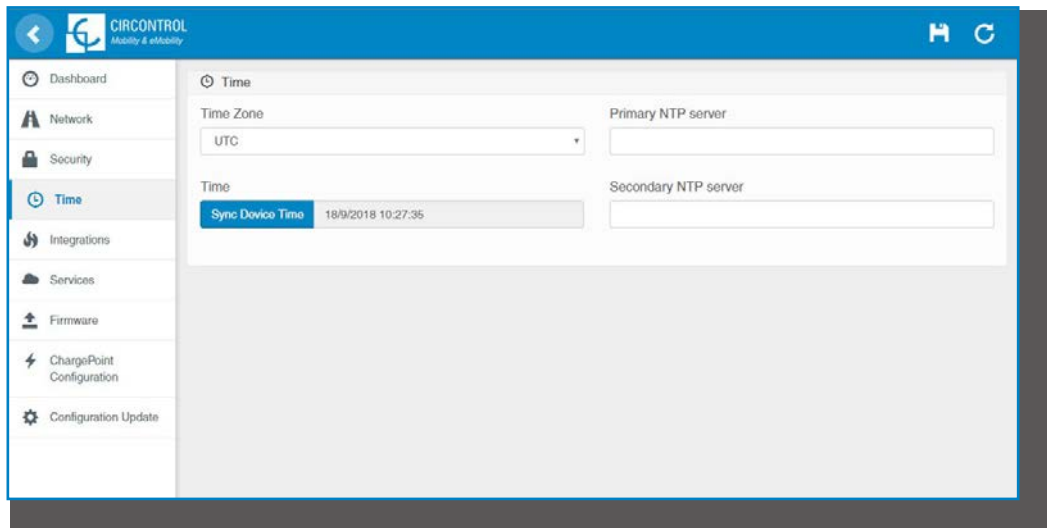 CIRCONTROL
Mobility & eMobility
Dashboard
Network
Security
Time
Integrations
Services
Firmware
ChargePoint
Configuration
Configuration Update
Time
Time Zone
UTC
Primary NTP server
Time
Sync Device Time 18/9/2018 10:27:35
Secondary NTP server